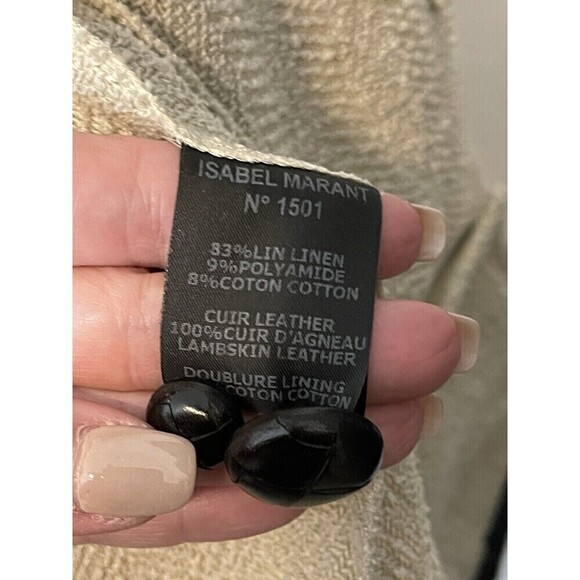 ISABEL MARANT
N° 1501
83%LIN LINEN
9%POLYAMIDE
8%COTON COTTON
CUIR LEATHER
100%CUIR D'AGNEAU
LAMBSKIN LEATHER
DOUBLURE LINING
COTON COTTON